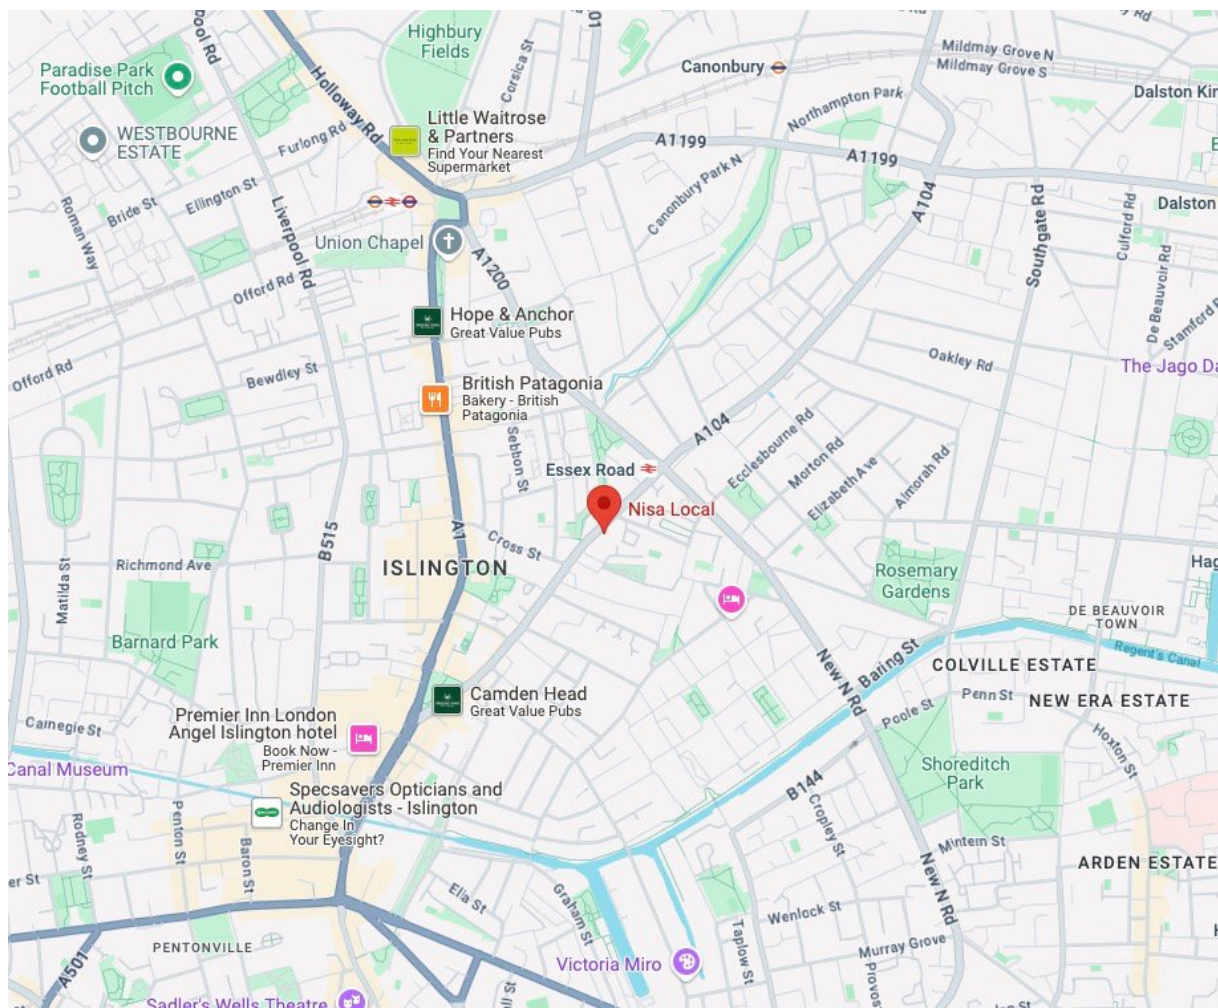 Highbury
Fields
Corsica St
Canonbury
Mildmay Grove N
Mildmay Grove S
Paradise Park
Football Pitch
Holloway Rd
Dalston Kin
Northampton Park
Little Waitrose
& Partners
Find Your Nearest
Supermarket
WESTBOURNE
ESTATE
Furlong Rd
A1199
A1199
Canonbury Park N
A104
Ellington St
Bride St
Roman Way
Liverpool Rd
Southgate Rd
Culford Rd
Dalston
Union Chapel
A1200
De Beauvoir Rd
Offord Rd
Hope & Anchor
Great Value Pubs
Offord Rd
Bewdley St
Oakley Rd
The Jago Da
British Patagonia
Bakery - British
Patagonia
Sebbon St
A104
Ecclesbourne Rd
Morton Rd
Elizabeth Ave
Almorah Rd
Essex Road
Nisa Local
B515
A1
Cross St
ISLINGTON
Richmond Ave
Matilda St
Rosemary
Gardens
Hag
DE BEAUVOIR
TOWN
Barnard Park
Baring St
Regent's Canal
COLVILLE ESTATE
New N Rd
Penn St
NEW ERA ESTATE
Camden Head
Great Value Pubs
Poole St
Premier Inn London
Angel Islington hotel
Book Now -
Premier Inn
Carnegie St
Hoxton St
Canal Museum
Shoreditch
Park
B144
Specsavers Opticians and
Audiologists - Islington
Change In
Your Eyesight?
Rodney St
Penton St
Baron St
Cropley St
Mintern St
New N Rd
ARDEN ESTATE
er St
Ella St
Graham St
Wenlock St
Taplow St
Murray Grove
PENTONVILLE
A501
Victoria Miro
Provos
Sadler's Wells Theatre